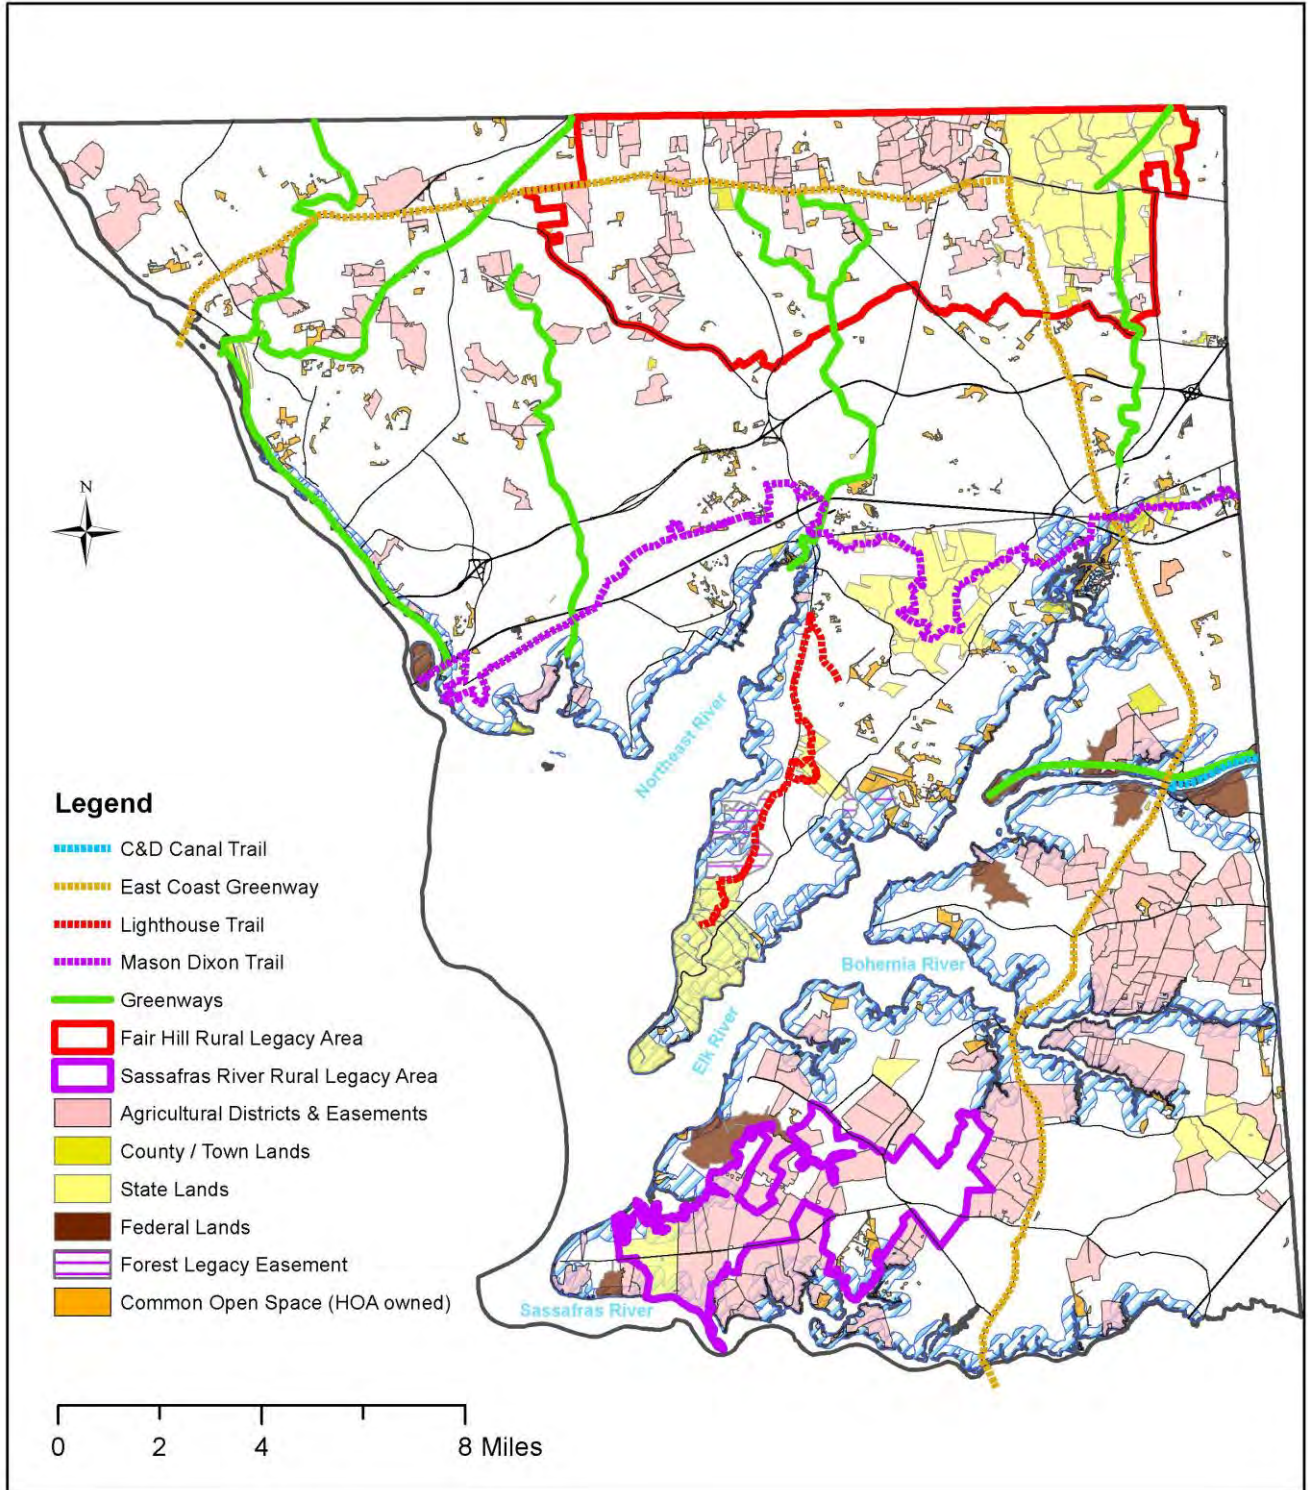 N
Northeast River
Legend
C&D Canal Trail
East Coast Greenway
Lighthouse Trail
Mason Dixon Trail
Greenways
Fair Hill Rural Legacy Area
Sassafras River Rural Legacy Area
Agricultural Districts & Easements
County / Town Lands
State Lands
Federal Lands
Forest Legacy Easement
Common Open Space (HOA owned)
Bohemia River
Elk River
Sassafras River
0 2 4 8 Miles